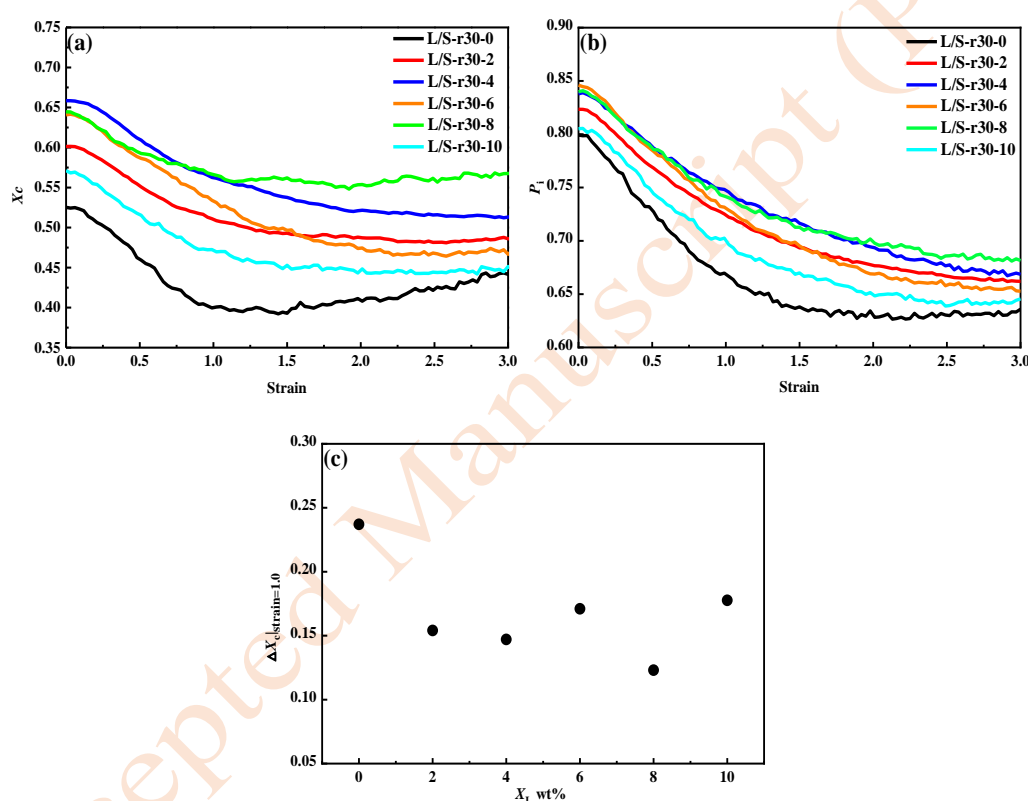 (a)
L/S-r30-0
L/S-r30-2
L/S-r30-4
L/S-r30-6
L/S-r30-8
L/S-r30-10
0.75
0.70
0.65
0.60
0.55
0.50
0.45
0.40
0.35
Xc
0.0 0.5 1.0 1.5 2.0 2.5 3.0
Strain
(b)
L/S-r30-0
L/S-r30-2
L/S-r30-4
L/S-r30-6
L/S-r30-8
L/S-r30-10
0.90
0.85
0.80
0.75
0.70
0.65
0.60
Pi
0.0 0.5 1.0 1.5 2.0 2.5 3.0
Strain
(c)
0.30
0.25
0.20
0.15
0.10
0.05
ΔXc|strain=1.0
0 2 4 6 8 10
XL wt%
epted Manuscript (P